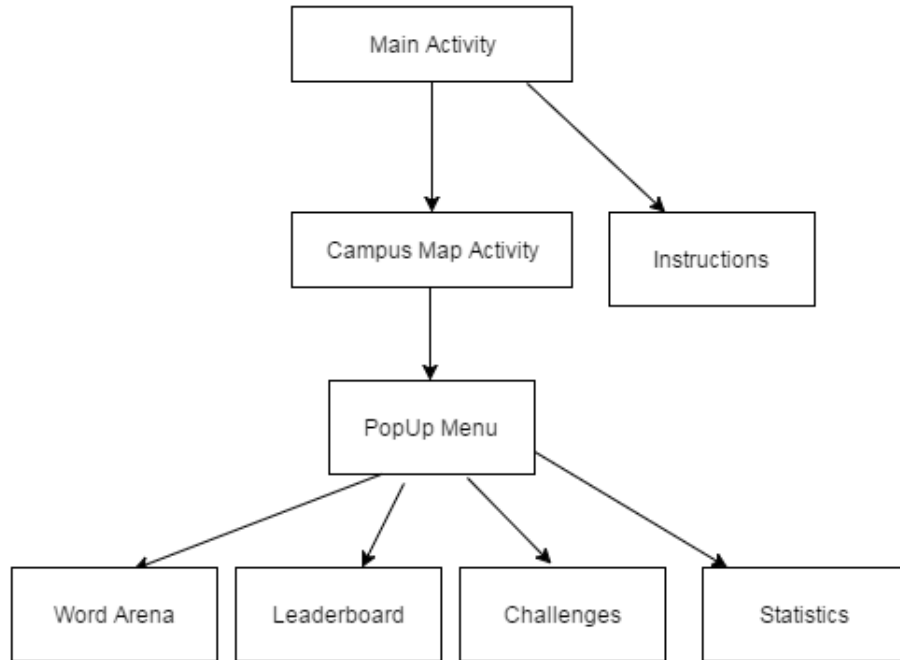 Main Activity
Campus Map Activity
Instructions
PopUp Menu
Word Arena
Leaderboard
Challenges
Statistics